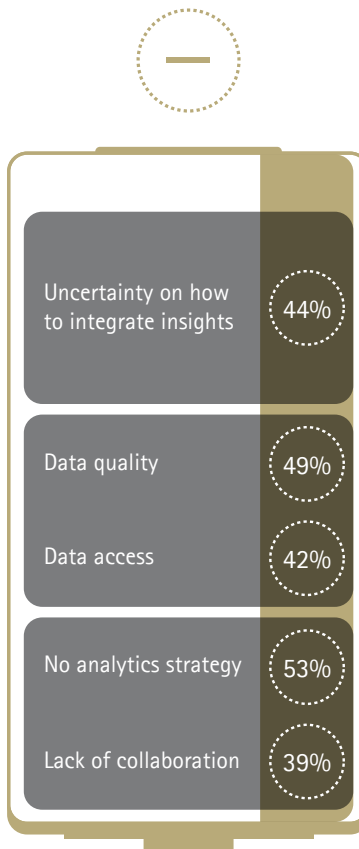 Uncertainty on how
to integrate insights
44%
Data quality
49%
Data access
42%
No analytics strategy
53%
Lack of collaboration
39%